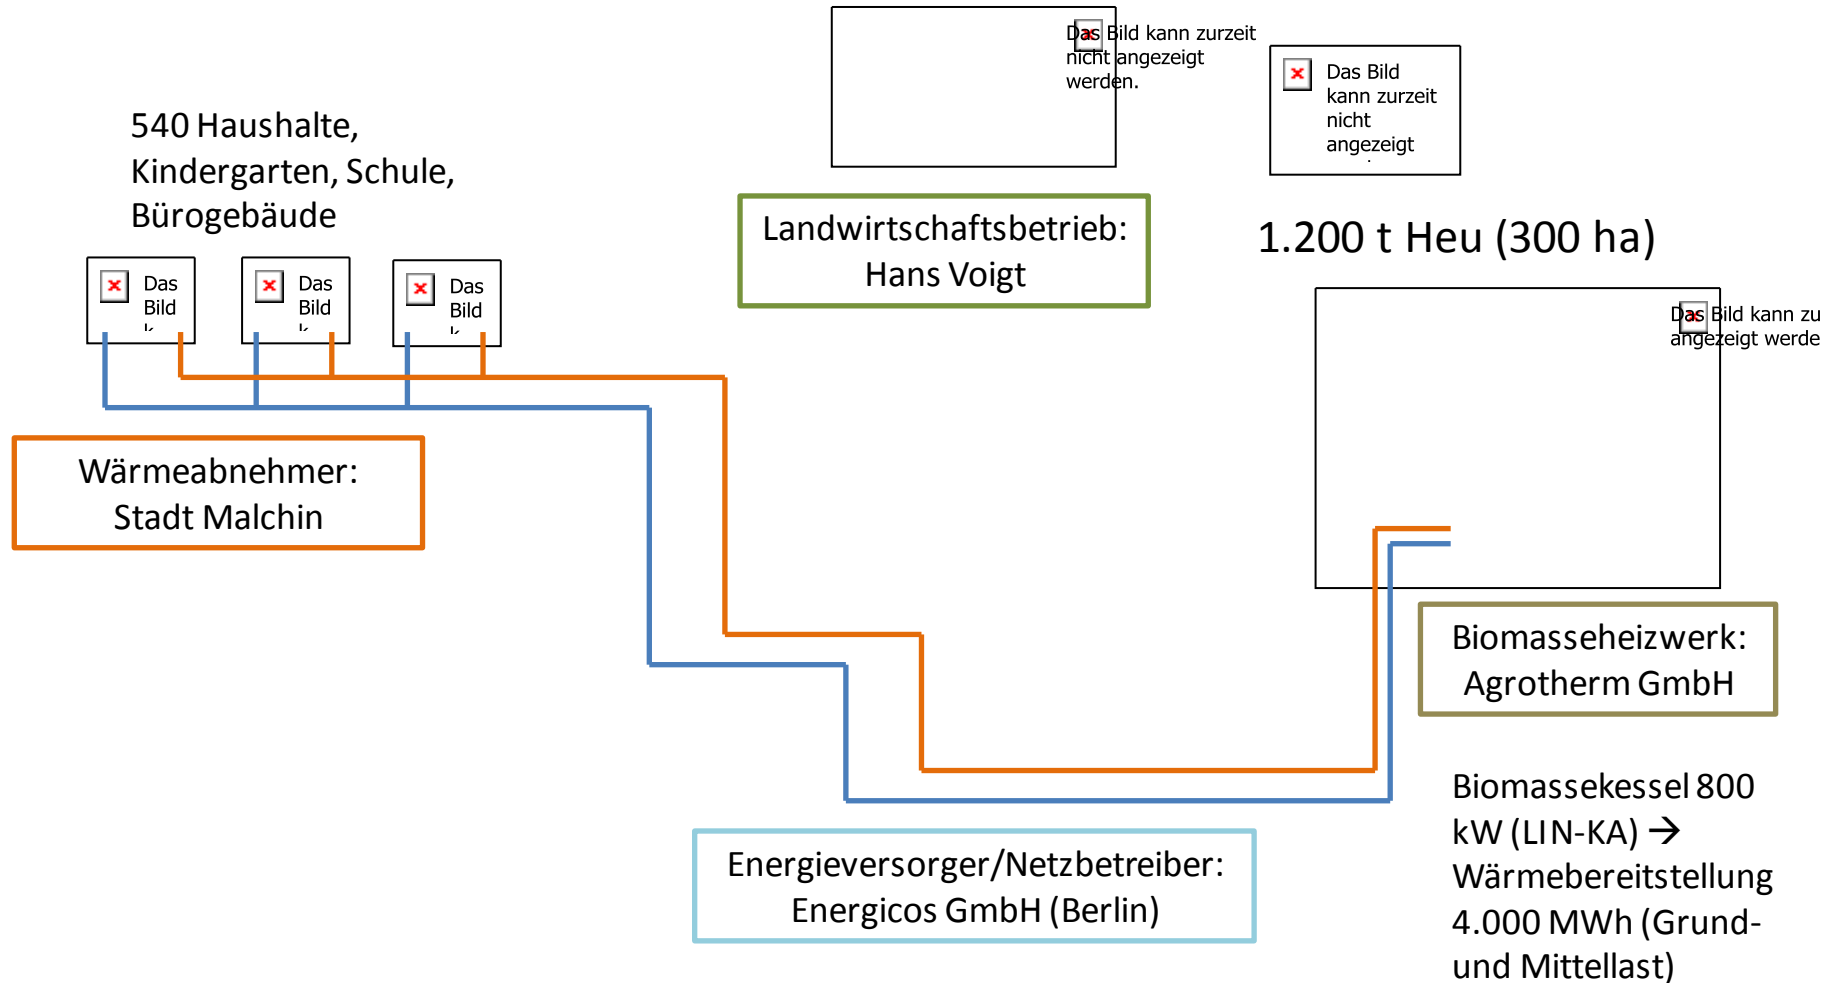 Das Bild kann zurzeit
nicht angezeigt
werden.
Das Bild
kann zurzeit
nicht
angezeigt
540 Haushalte,
Kindergarten, Schule,
Bürogebäude
Landwirtschaftsbetrieb:
Hans Voigt
1.200 t Heu (300 ha)
Das
Bild
Das
Bild
Das
Bild
Das Bild kann zu
angezeigt werde
Wärmeabnehmer:
Stadt Malchin
Biomasseheizwerk:
Agrotherm GmbH
Energieversorger/Netzbetreiber:
Energicos GmbH (Berlin)
Biomassekessel 800
kW (LIN-KA) →
Wärmebereitstellung
4.000 MWh (Grund-
und Mittellast)